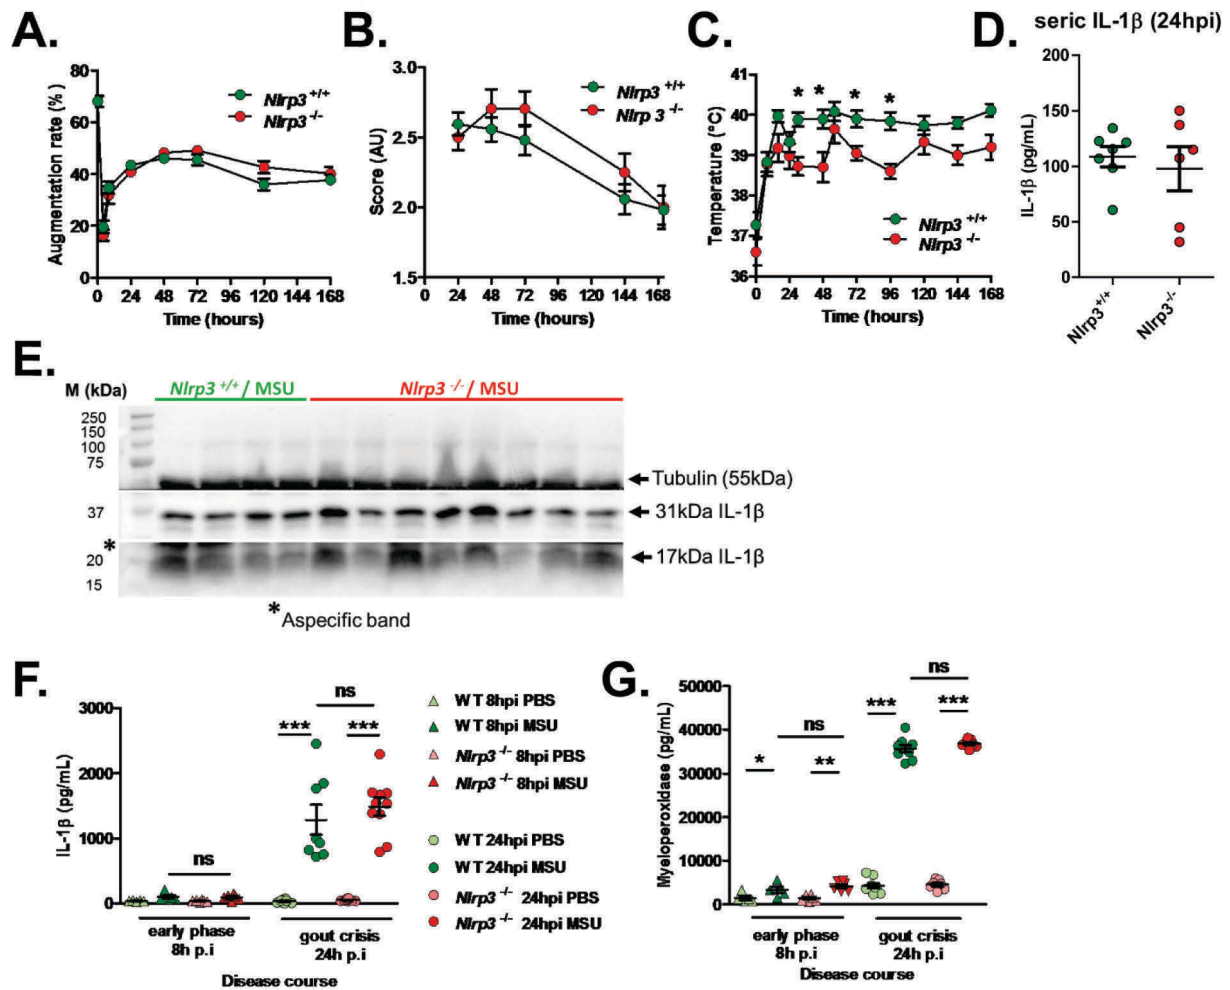 A.
Augmentation rate (%)
80
60
40
20
0
Nlrp3 +/+
Nlrp3 -/-
0 24 48 72 96 120 144 168
Time (hours)
B.
Score (AU)
3.0
2.5
2.0
1.5
Nlrp3 +/+
Nlrp 3 -/-
0 24 48 72 96 120 144 168
Time (hours)
C.
Temperature (°C)
41
40
39
38
37
36
* * * *
Nlrp3 +/+
Nlrp3 -/-
0 24 48 72 96 120 144 168
Time (hours)
D.
seric IL-1β (24hpi)
IL-1β (pg/mL)
200
150
100
50
0
Nlrp3+/+
Nlrp3-/-
E.
M (kDa)
Nlrp3 +/+ / MSU
Nlrp3 -/- / MSU
250
150
100
75
Tubulin (55kDa)
37
31kDa IL-1β
*
20
17kDa IL-1β
15
*Aspecific band
F.
IL-1β (pg/mL)
3000
2000
1000
0
ns
*** ***
ns
early phase
8h p.i
gout crisis
24h p.i
Disease course
WT 8hpi PBS
WT 8hpi MSU
Nlrp3 -/- 8hpi PBS
Nlrp3 -/- 8hpi MSU
WT 24hpi PBS
WT 24hpi MSU
Nlrp3 -/- 24hpi PBS
Nlrp3 -/- 24hpi MSU
G.
Myeloperoxidase (pg/mL)
50000
40000
30000
20000
10000
0
ns
*** ***
ns
* **
early phase
8h p.i
gout crisis
24h p.i
Disease course